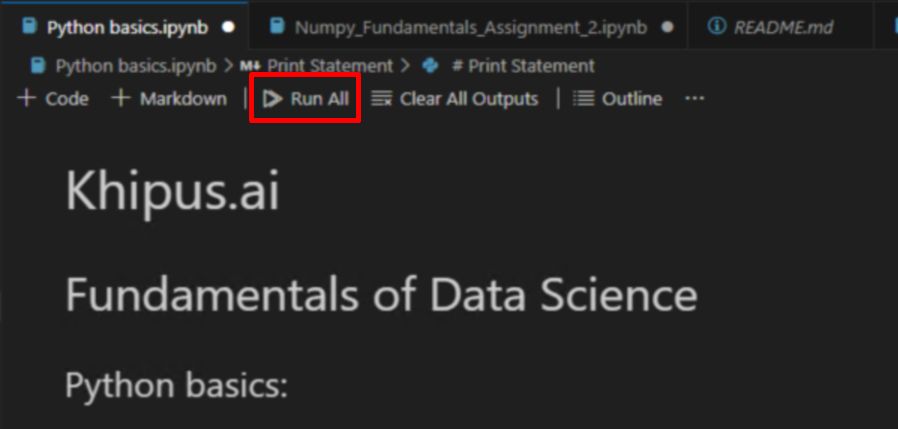 Python basics.ipynb Numpy_Fundamentals_Assignment_2.ipynb README.md
Python basics.ipynb > M↓ Print Statement > # Print Statement
+ Code + Markdown | Run All Clear All Outputs | Outline ...
Khipus.ai
Fundamentals of Data Science
Python basics: